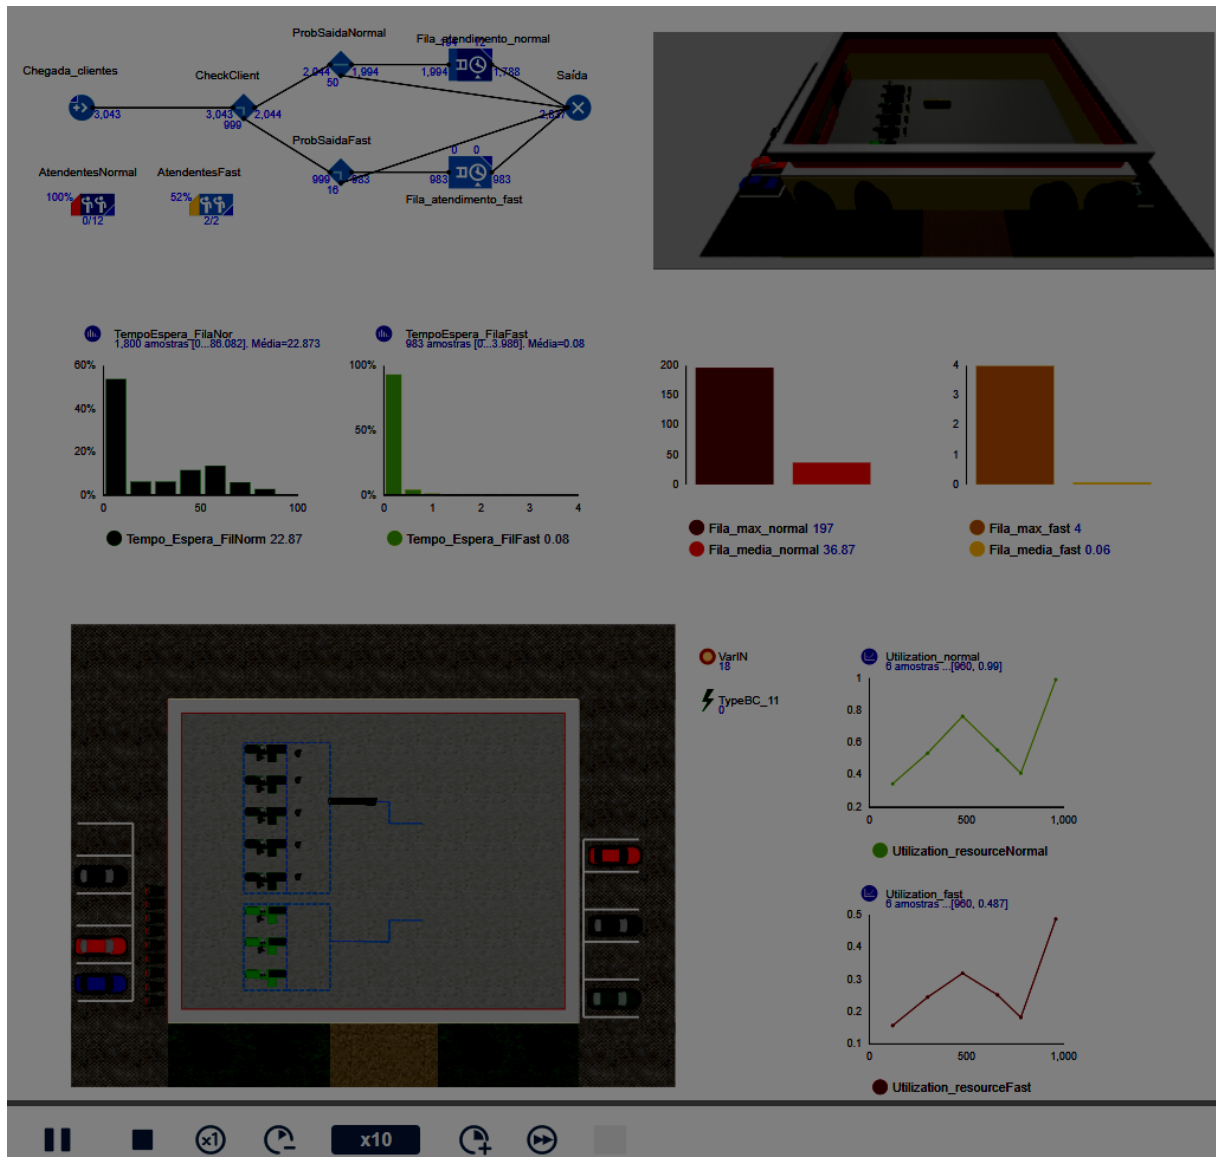 ProbSaidaNormal
Fila_atendimento_normal
194 12
Chegada_clientes
CheckClient
2,044 1,994
50
1,994 1,788
Saída
3,043
3,043 2,044
999
2,837
ProbSaidaFast
999 983
16
0 0
983 983
Fila_atendimento_fast
AtendentesNormal
100%
0/12
AtendentesFast
52%
2/2
TempoEspera_FilaNor
1,800 amostras [0...86.082]. Média=22.873
60%
40%
20%
0%
0 50 100
Tempo_Espera_FilNorm 22.87
TempoEspera_FilaFast
983 amostras [0...3.986]. Média=0.08
100%
50%
0%
0 1 2 3 4
Tempo_Espera_FilFast 0.08
200
150
100
50
0
Fila_max_normal 197
Fila_media_normal 36.87
4
3
2
1
0
Fila_max_fast 4
Fila_media_fast 0.06
VarIN
18
TypeBC_11
0
Utilization_normal
6 amostras ...[960, 0.99]
1
0.8
0.6
0.4
0.2
0 500 1,000
Utilization_resourceNormal
Utilization_fast
6 amostras ...[960, 0.487]
0.5
0.4
0.3
0.2
0.1
0 500 1,000
Utilization_resourceFast
x1
x10